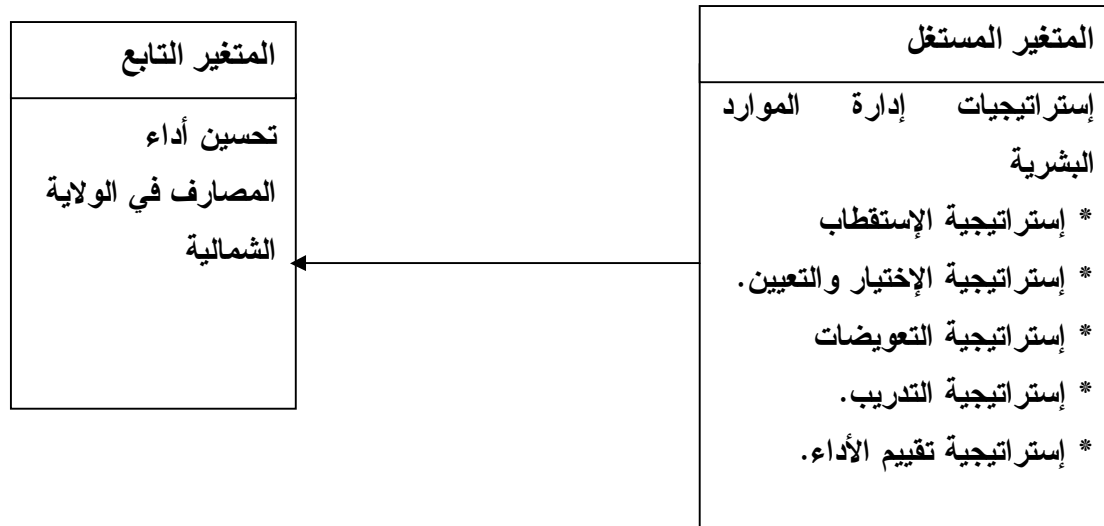 المتغير المستغل
إستراتيجيات إدارة الموارد
البشرية
* إستراتيجية الإستقطاب
* إستراتيجية الإختيار والتعيين.
* إستراتيجية التعويضات
* إستراتيجية التدريب.
* إستراتيجية تقييم الأداء.
المتغير التابع
تحسين أداء
المصارف في الولاية
الشمالية